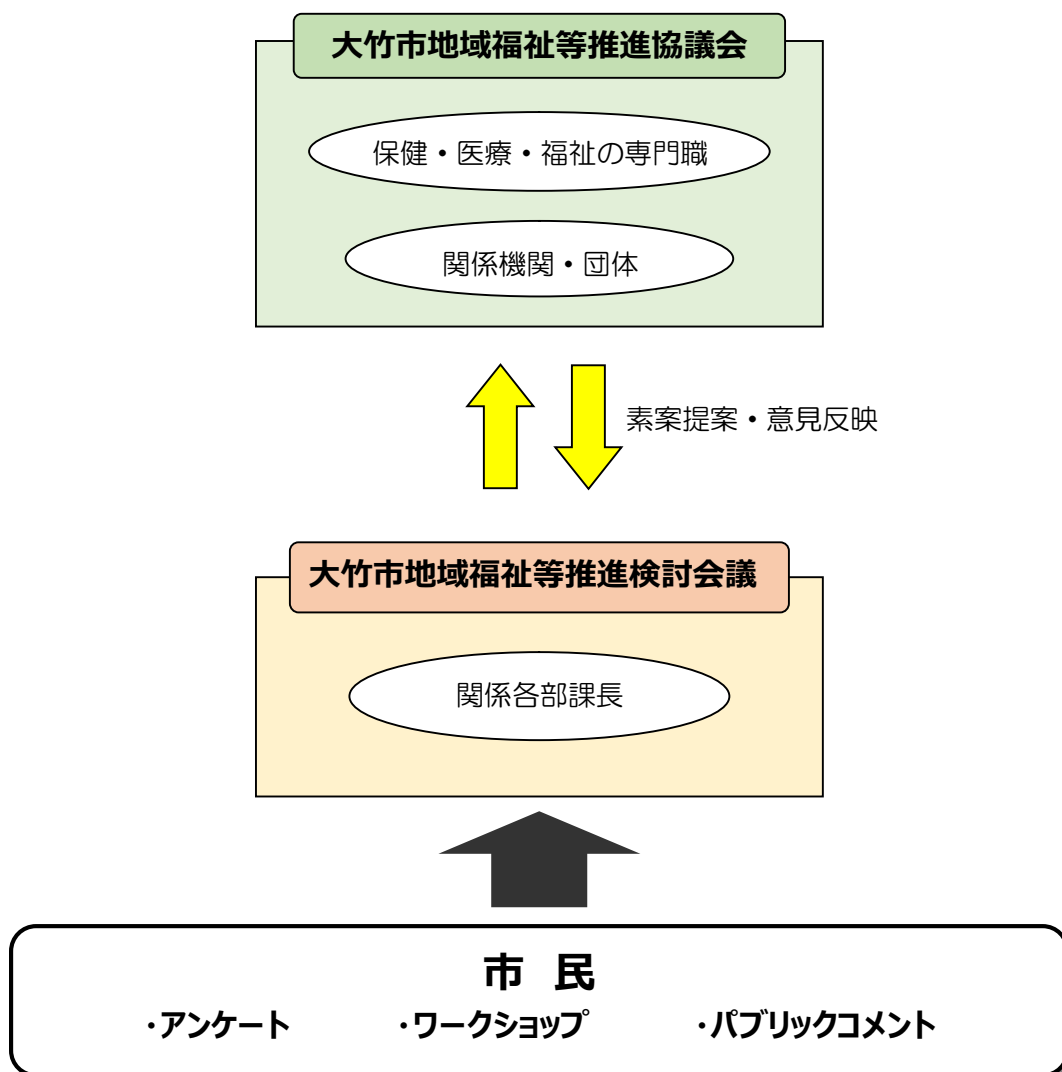 大竹市地域福祉等推進協議会
保健・医療・福祉の専門職
関係機関・団体
素案提案・意見反映
大竹市地域福祉等推進検討会議
関係各部課長
市 民
・アンケート ・ワークショップ ・パブリックコメント